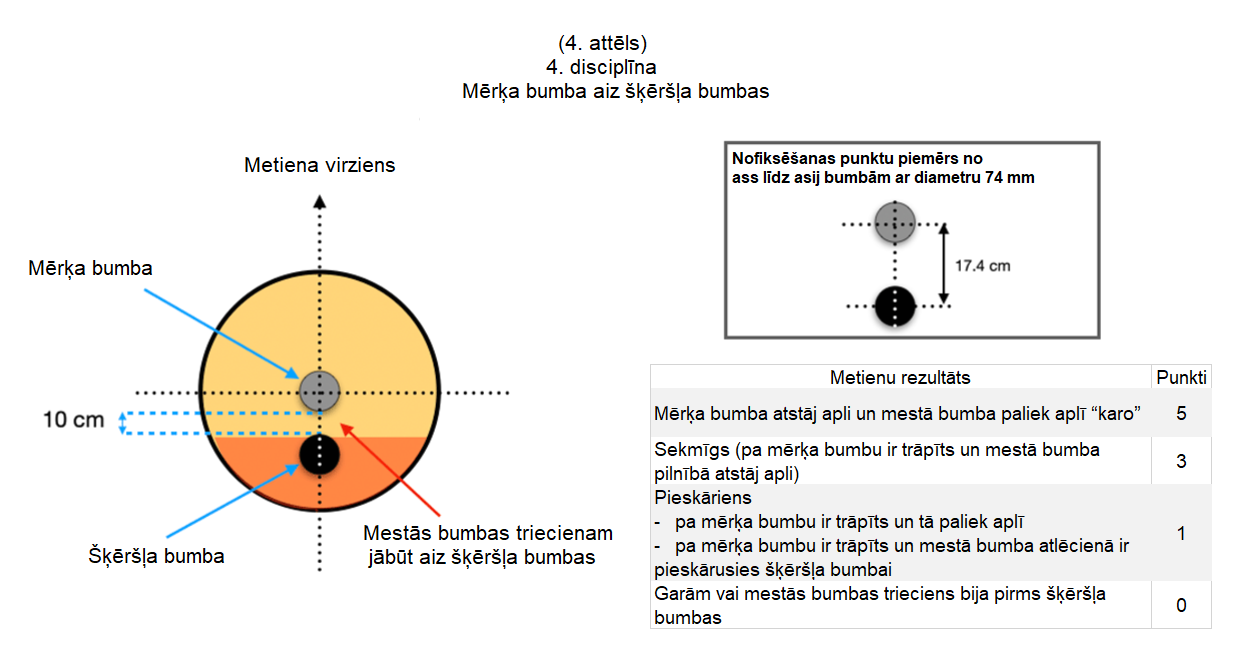 (4. attēls)
4. disciplīna
Mērķa bumba aiz šķēršļa bumbas
Metiena virziens
Mērķa bumba
10 cm
Šķēršļa bumba
Mestās bumbas triecienam
jābūt aiz šķēršļa bumbas
Nofiksēšanas punktu piemērs no
ass līdz asij bumbām ar diametru 74 mm
17.4 cm
Metienu rezultāts Punkti
Mērķa bumba atstāj apli un mestā bumba paliek aplī “karo” 5
Sekmīgs (pa mērķa bumbu ir trāpīts un mestā bumba
pilnībā atstāj apli) 3
Pieskāriens
- pa mērķa bumbu ir trāpīts un tā paliek aplī
- pa mērķa bumbu ir trāpīts un mestā bumba atlēcienā ir
pieskārusies šķēršļa bumbai 1
Garām vai mestās bumbas trieciens bija pirms šķēršļa
bumbas 0